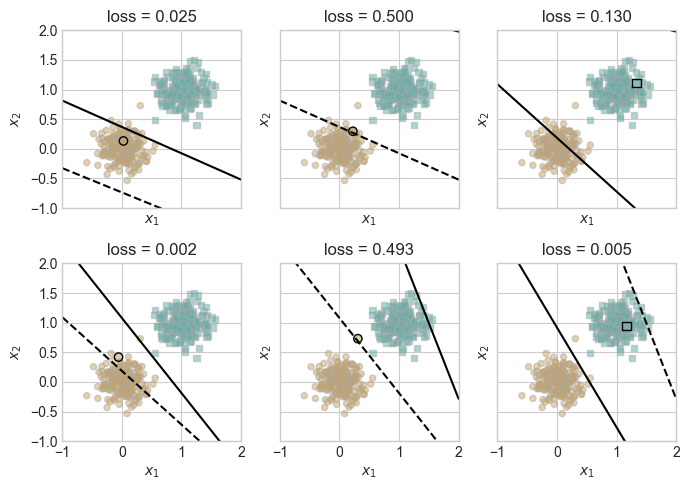 loss = 0.025 loss = 0.500 loss = 0.130
2.0
1.5
1.0
x₂ x₂ x₂
0.5
0.0
−0.5
−1.0
x₁ x₁ x₁
loss = 0.002 loss = 0.493 loss = 0.005
2.0
1.5
1.0
x₂ x₂ x₂
0.5
0.0
−0.5
−1.0
−1 0 1 2 −1 0 1 2 −1 0 1 2
x₁ x₁ x₁